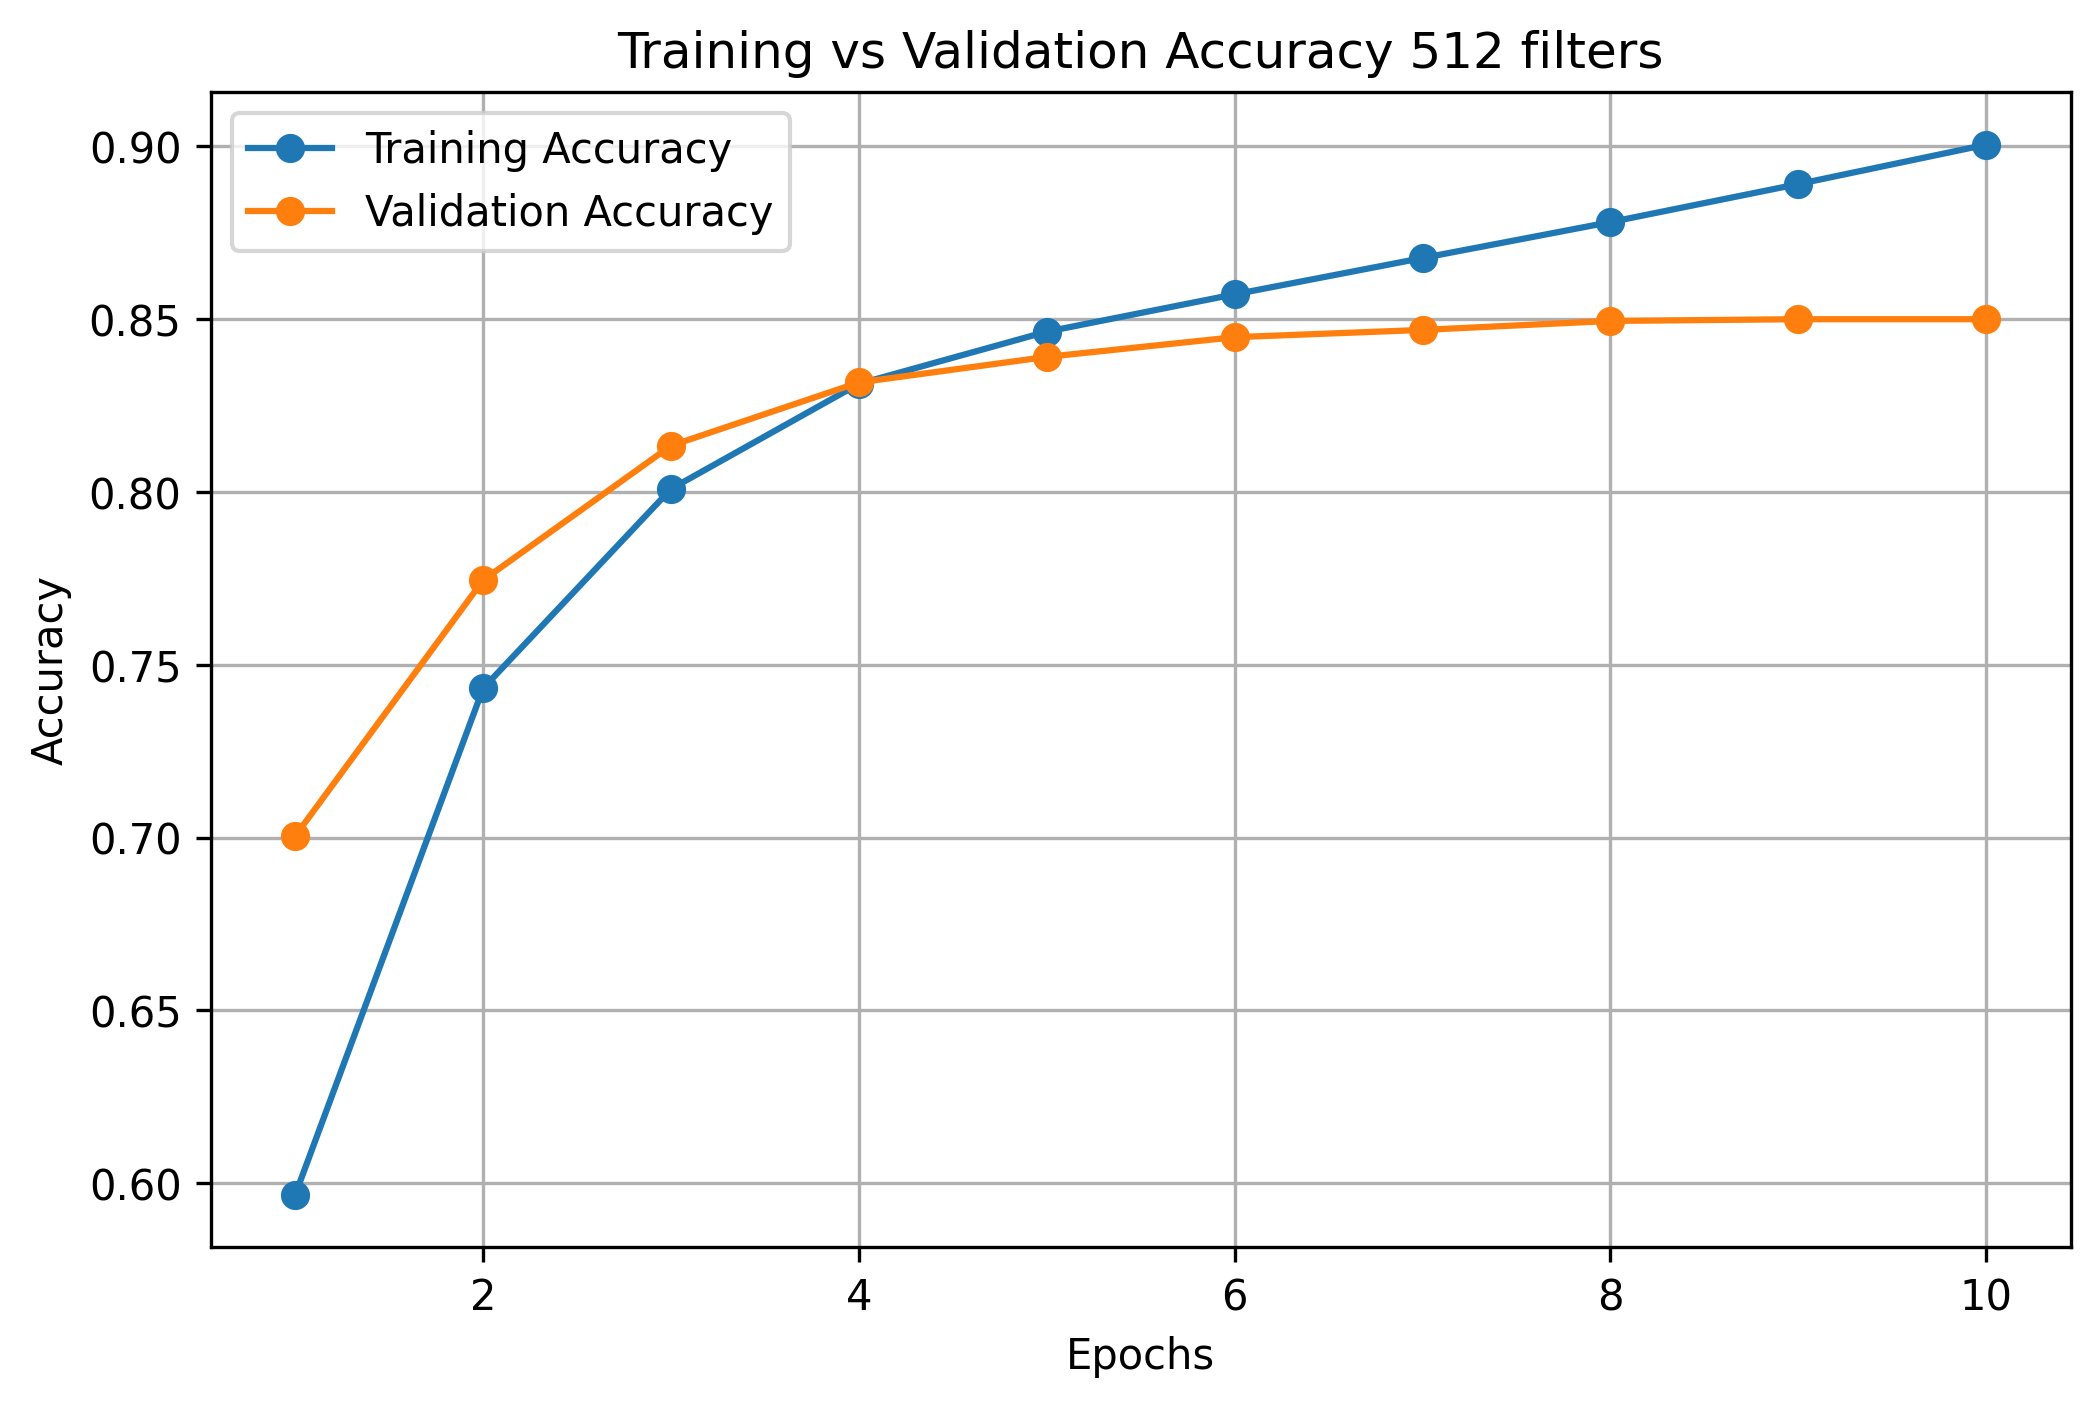 Training vs Validation Accuracy 512 filters
Training Accuracy
Validation Accuracy
Accuracy
0.90
0.85
0.80
0.75
0.70
0.65
0.60
2 4 6 8 10
Epochs